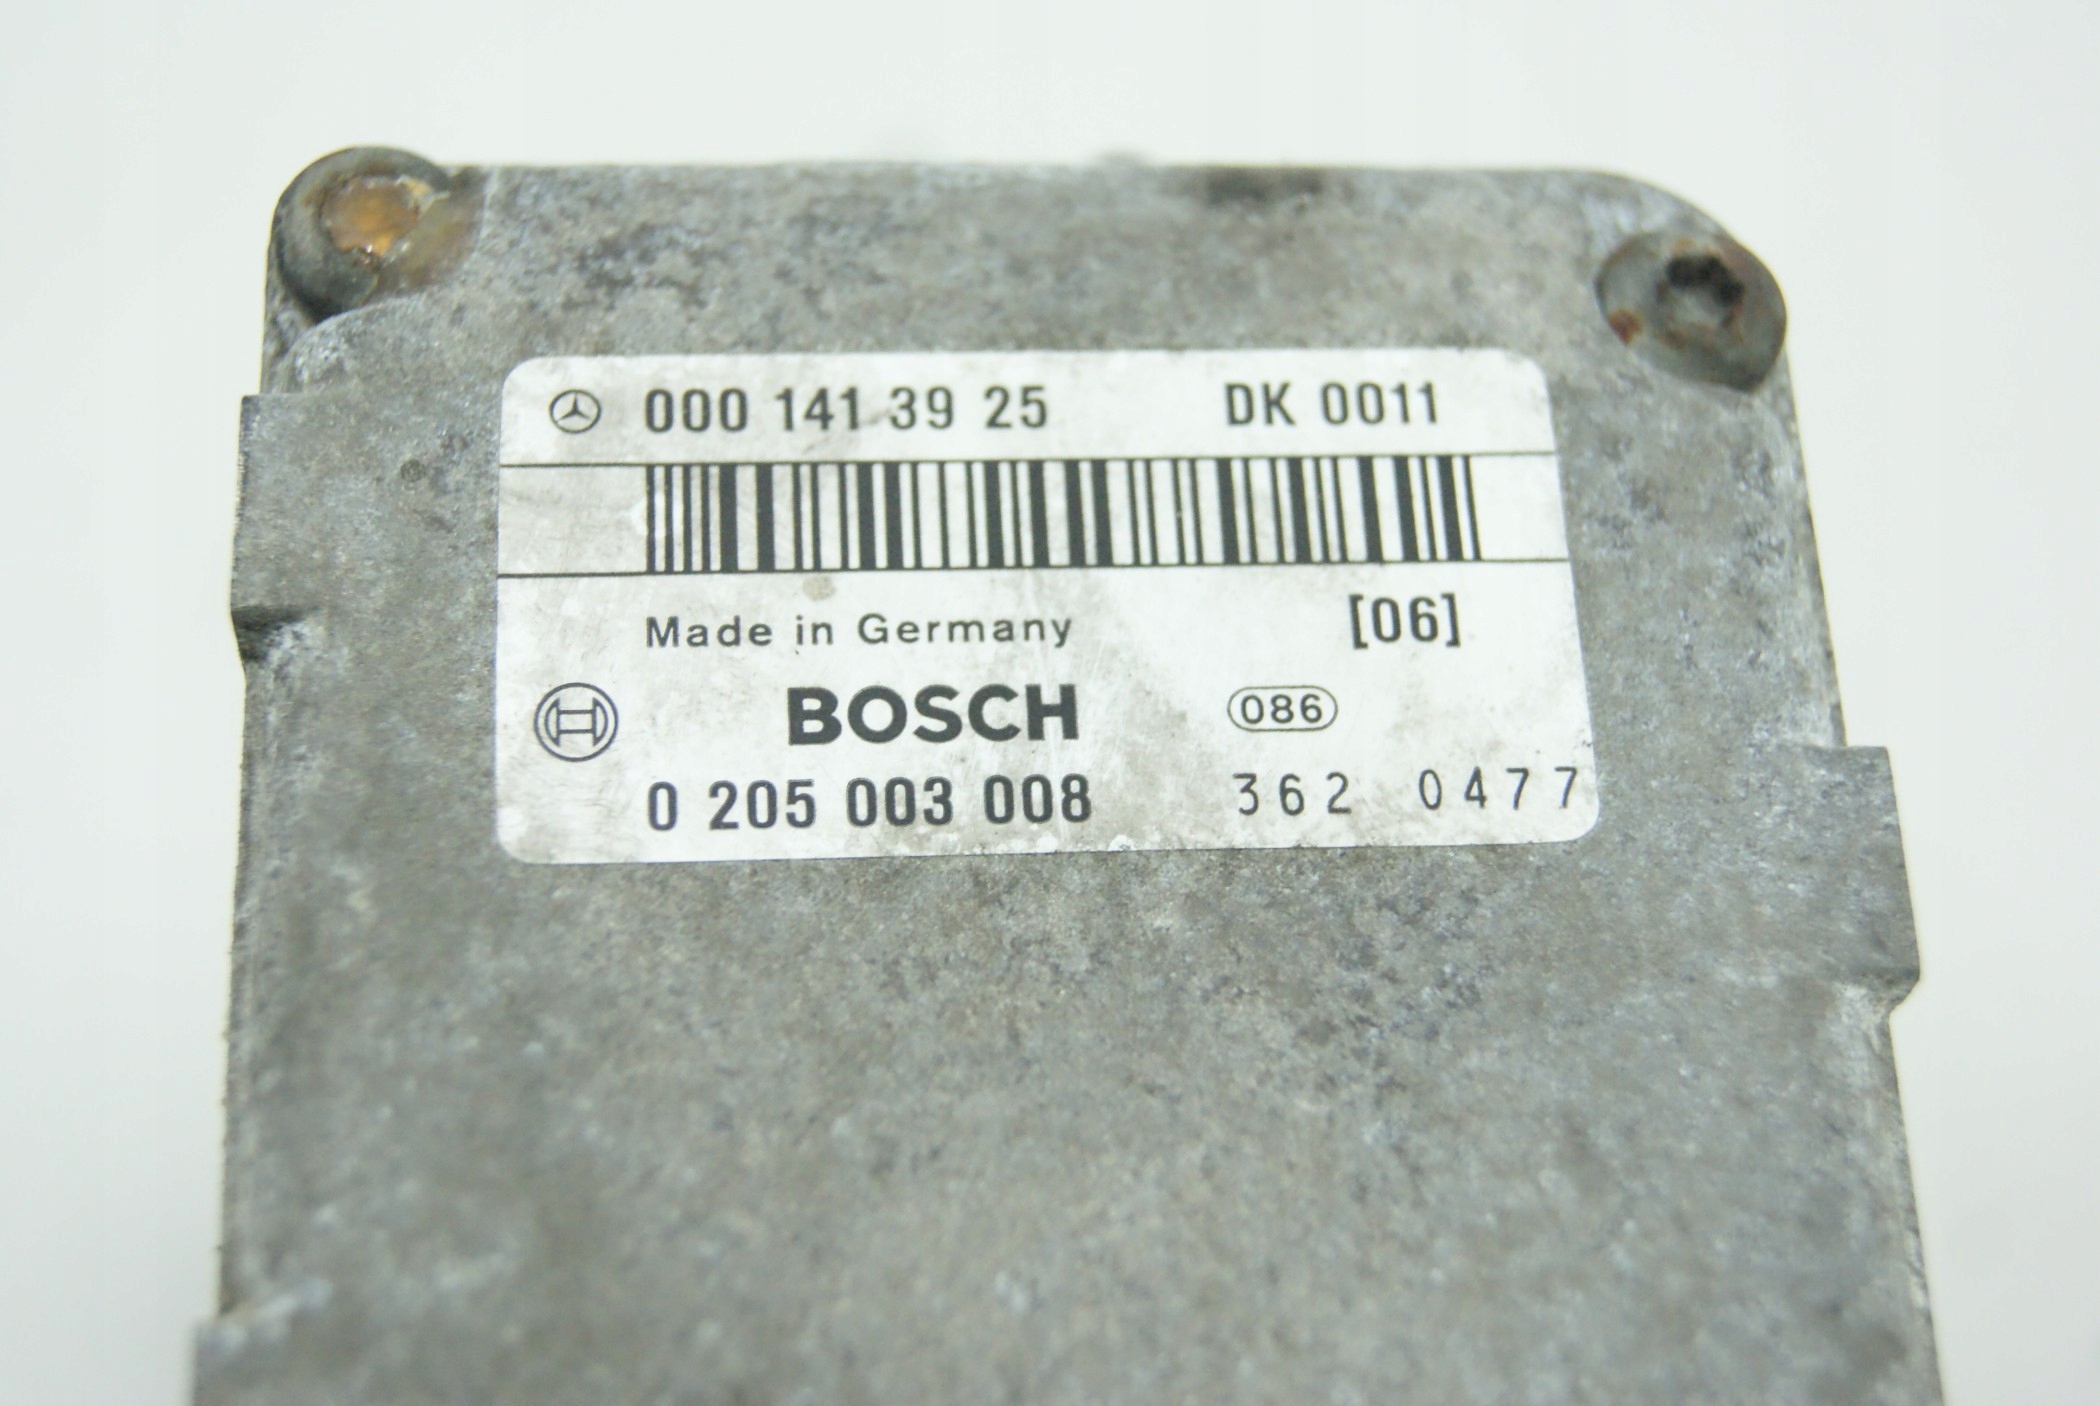 000 141 39 25 DK 0011
Made in Germany [06]
BOSCH 086
0 205 003 008 362 0477